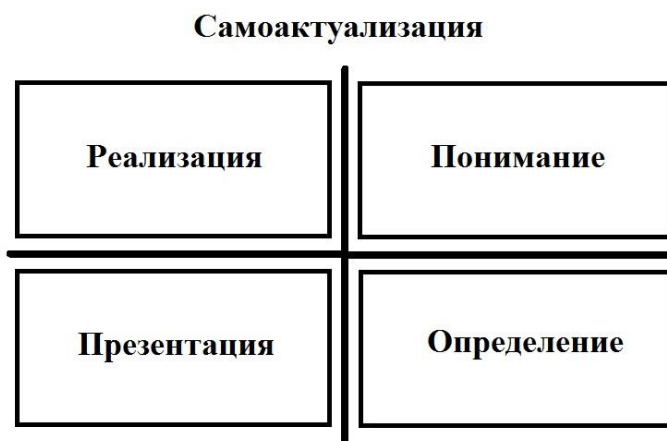 Самоактуализация
Реализация
Понимание
Презентация
Определение